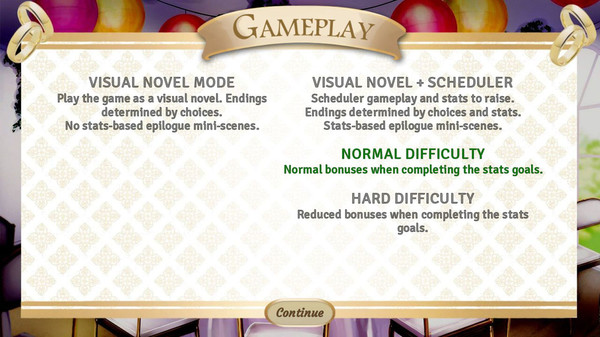 GAMEPLAY
VISUAL NOVEL MODE
Play the game as a visual novel. Endings
determined by choices.
No stats-based epilogue mini-scenes.
VISUAL NOVEL + SCHEDULER
Scheduler gameplay and stats to raise.
Endings determined by choices and stats.
Stats-based epilogue mini-scenes.
NORMAL DIFFICULTY
Normal bonuses when completing the stats goals.
HARD DIFFICULTY
Reduced bonuses when completing the stats
goals.
Continue